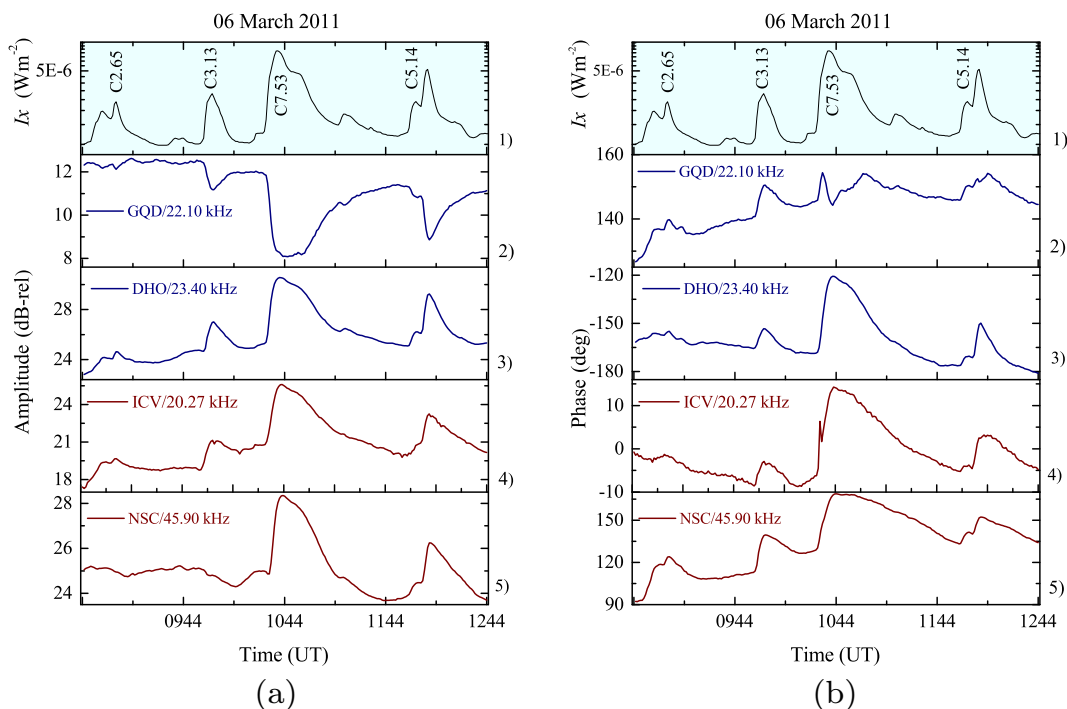 06 March 2011
Ix (Wm-2)
5E-6
C2.65
C3.13
C7.53
C5.14
1)
12
10
8
GQD/22.10 kHz
2)
Amplitude (dB-rel)
28
26
24
DHO/23.40 kHz
3)
24
21
18
ICV/20.27 kHz
4)
28
26
24
NSC/45.90 kHz
5)
0944
1044
1144
1244
Time (UT)
(a)
06 March 2011
Ix (Wm-2)
5E-6
C2.65
C3.13
C7.53
C5.14
1)
160
140
GQD/22.10 kHz
2)
Phase (deg)
-120
-150
-180
DHO/23.40 kHz
3)
10
0
-10
ICV/20.27 kHz
4)
150
120
90
NSC/45.90 kHz
5)
0944
1044
1144
1244
Time (UT)
(b)